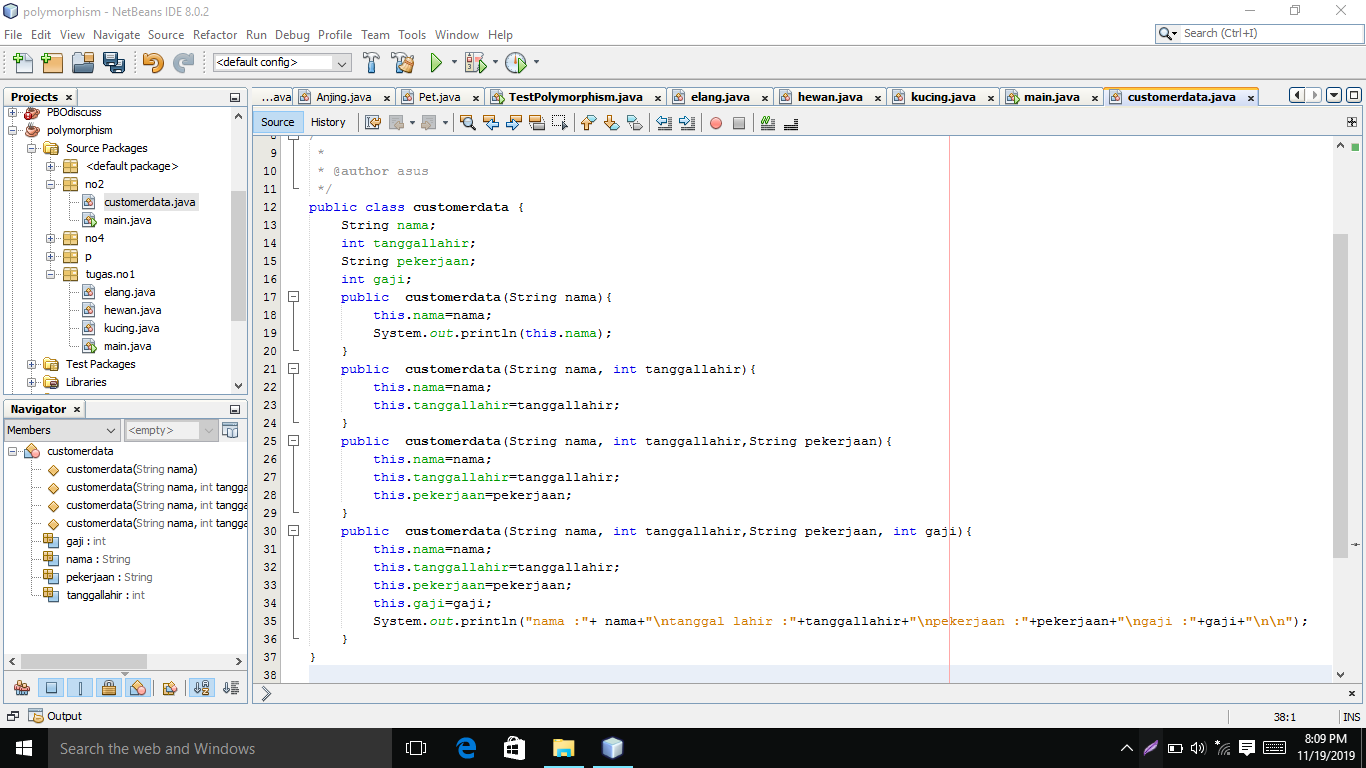 polymorphism - NetBeans IDE 8.0.2
File Edit View Navigate Source Refactor Run Debug Profile Team Tools Window Help
Search (Ctrl+I)
<default config>
Projects
PBOdiscuss
polymorphism
Source Packages
<default package>
no2
customerdata.java
main.java
no4
p
tugas.no1
elang.java
hewan.java
kucing.java
main.java
Test Packages
Libraries
Navigator
Members <empty>
customerdata
customerdata(String nama)
customerdata(String nama, int tangga
customerdata(String nama, int tangga
customerdata(String nama, int tangga
gaji : int
nama : String
pekerjaan : String
tanggallahir : int
...ava Anjing.java Pet.java TestPolymorphism.java elang.java hewan.java kucing.java main.java customerdata.java
Source History
8 /
9 *
10 * @author asus
11 */
12 public class customerdata {
13 String nama;
14 int tanggallahir;
15 String pekerjaan;
16 int gaji;
17 public  customerdata(String nama){
18 this.nama=nama;
19 System.out.println(this.nama);
20 }
21 public  customerdata(String nama, int tanggallahir){
22 this.nama=nama;
23 this.tanggallahir=tanggallahir;
24 }
25 public  customerdata(String nama, int tanggallahir,String pekerjaan){
26 this.nama=nama;
27 this.tanggallahir=tanggallahir;
28 this.pekerjaan=pekerjaan;
29 }
30 public  customerdata(String nama, int tanggallahir,String pekerjaan, int gaji){
31 this.nama=nama;
32 this.tanggallahir=tanggallahir;
33 this.pekerjaan=pekerjaan;
34 this.gaji=gaji;
35 System.out.println("nama :"+ nama+"\ntanggal lahir :"+tanggallahir+"\npekerjaan :"+pekerjaan+"\ngaji :"+gaji+"\n\n");
36 }
37 }
38
Output
38:1 INS
Search the web and Windows
8:09 PM
11/19/2019